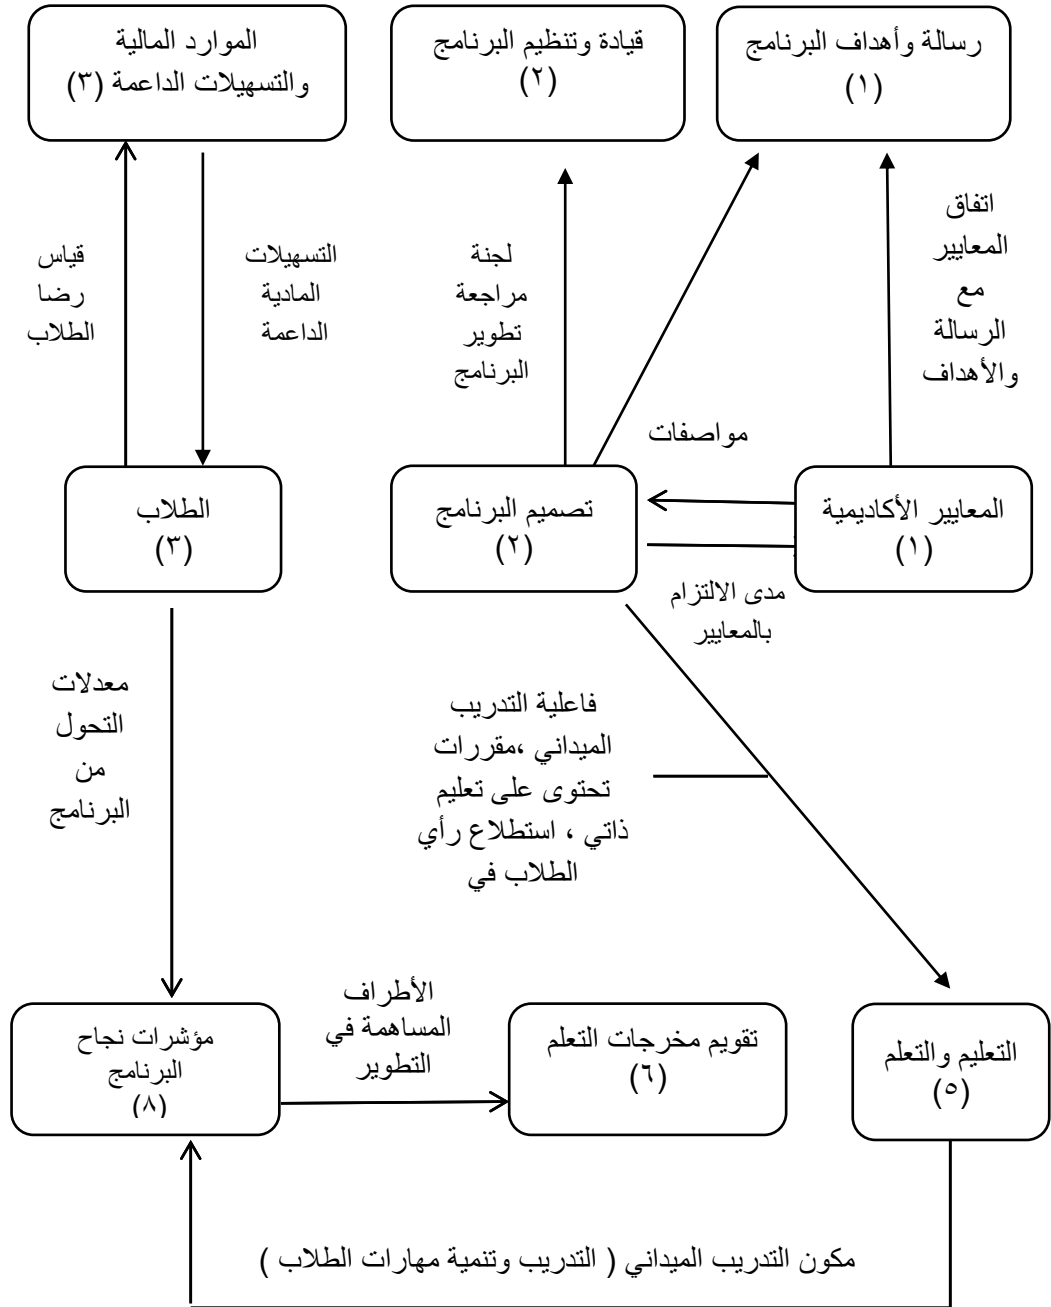 رسالة وأهداف البرنامج
(١)
قيادة وتنظيم البرنامج
(٢)
الموارد المالية
والتسهيلات الداعمة (٣)
اتفاق
المعايير
مع
الرسالة
والأهداف
لجنة
مراجعة
تطوير
البرنامج
التسهيلات
المادية
الداعمة
قياس
رضا
الطلاب
مواصفات
المعايير الأكاديمية
(١)
تصميم البرنامج
(٢)
الطلاب
(٣)
مدى الالتزام
بالمعايير
فاعلية التدريب
الميداني ،مقررات
تحتوى على تعليم
ذاتي ، استطلاع رأي
الطلاب في
معدلات
التحول
من
البرنامج
التعليم والتعلم
(٥)
تقويم مخرجات التعلم
(٦)
الأطراف
المساهمة في
التطوير
مؤشرات نجاح
البرنامج
(٨)
مكون التدريب الميداني ( التدريب وتنمية مهارات الطلاب )